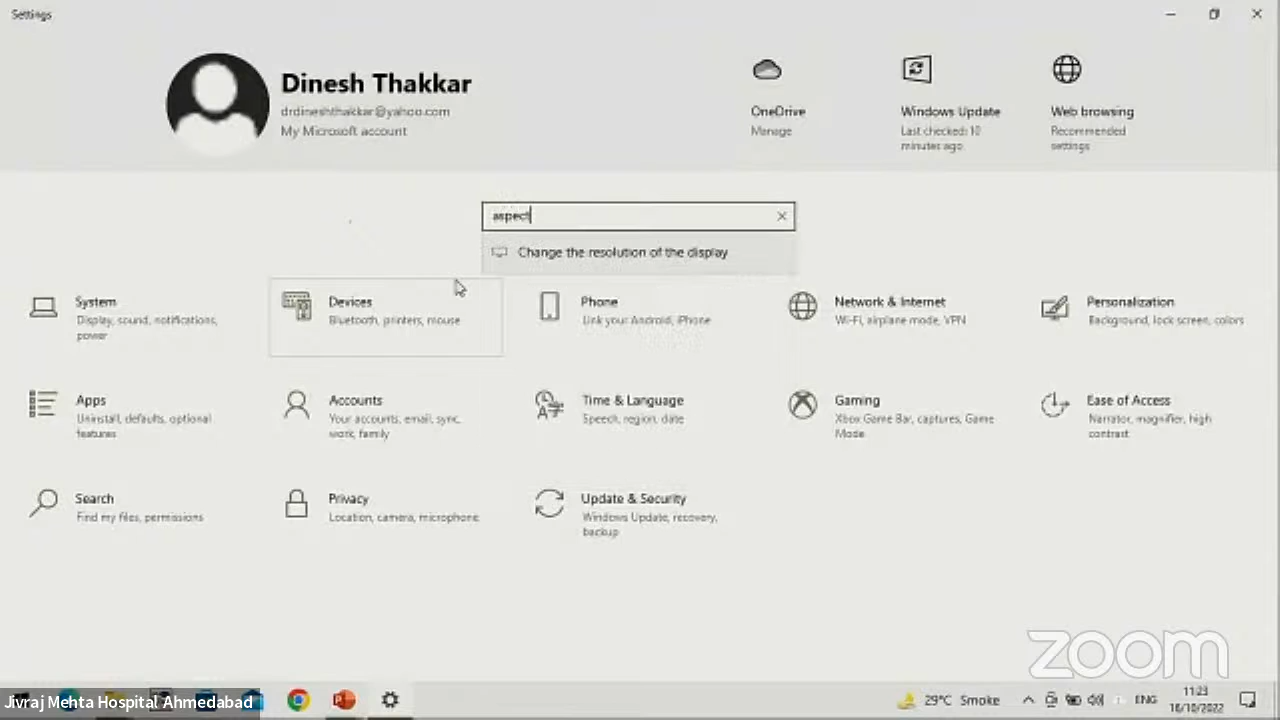 Settings
Dinesh Thakkar
drdineshthakkar@yahoo.com
My Microsoft account
OneDrive
Manage
Windows Update
Last checked: 10
minutes ago
Web browsing
Recommended
settings
aspect
Change the resolution of the display
System
Display, sound, notifications,
power
Devices
Bluetooth, printers, mouse
Phone
Link your Android, iPhone
Network & Internet
Wi-Fi, airplane mode, VPN
Personalization
Background, lock screen, colors
Apps
Uninstall, defaults, optional
features
Accounts
Your accounts, email, sync,
work, family
Time & Language
Speech, region, date
Gaming
Xbox Game Bar, captures, Game
Mode
Ease of Access
Narrator, magnifier, high
contrast
Search
Find my files, permissions
Privacy
Location, camera, microphone
Update & Security
Windows Update, recovery,
backup
zoom
Jivraj Mehta Hospital Ahmedabad
29°C Smoke
ENG
11:23
16/10/2022